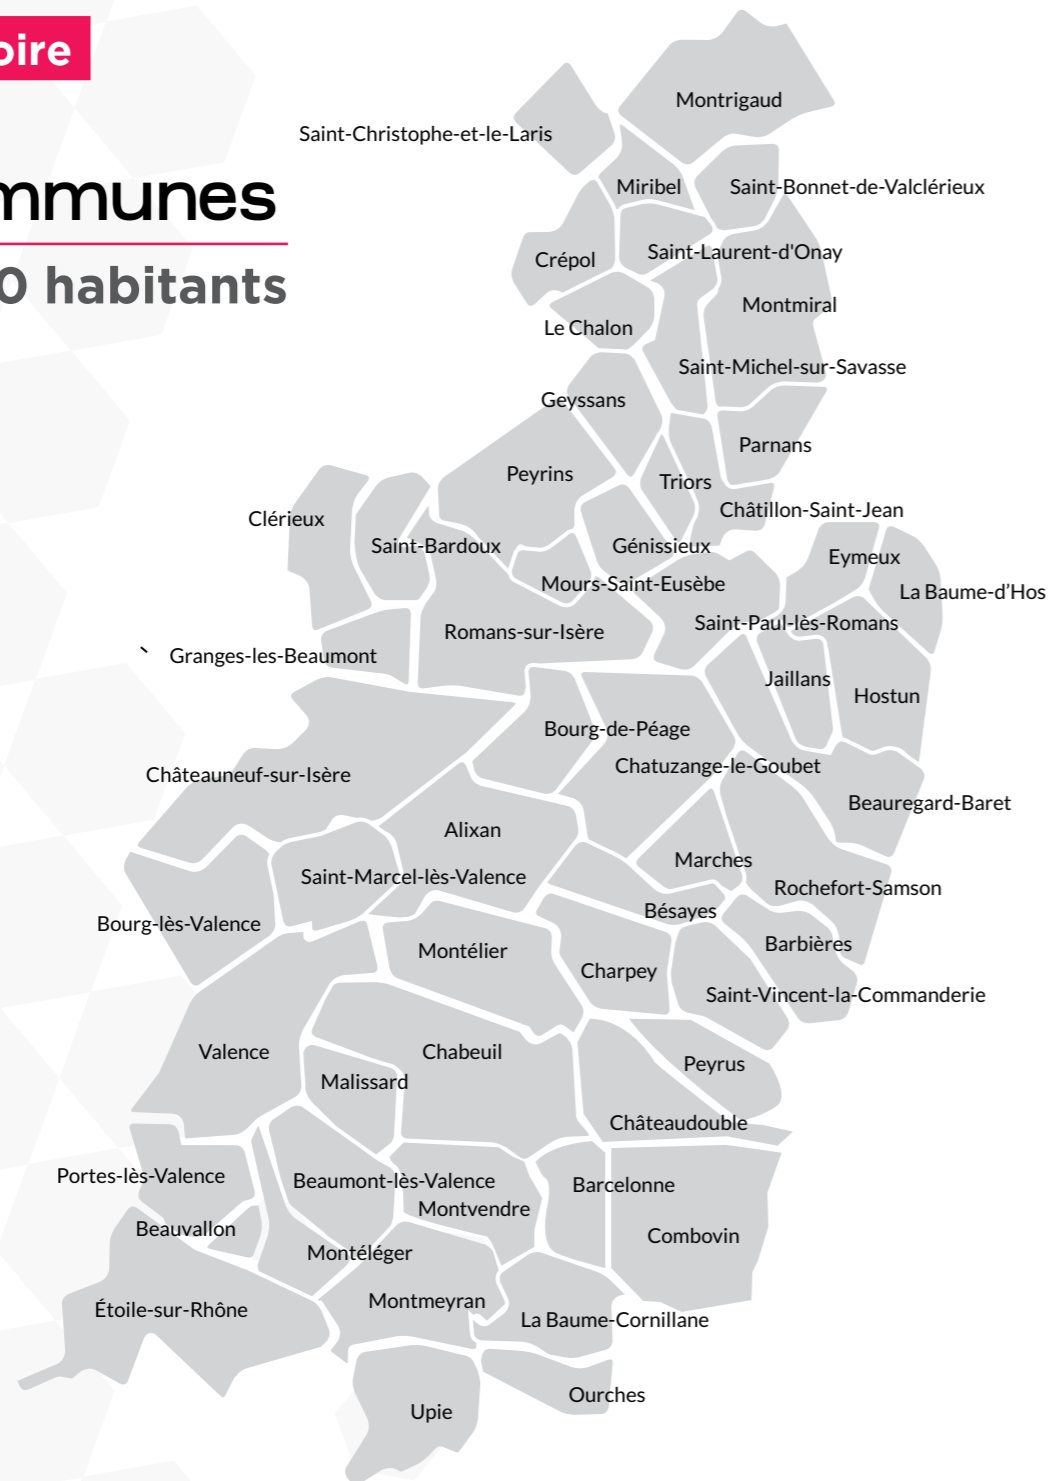 oire
Montrigaud
Saint-Christophe-et-le-Laris
mmunes
Miribel
Saint-Bonnet-de-Valclérieux
0 habitants
Crépol
Saint-Laurent-d'Onay
Montmiral
Le Chalon
Saint-Michel-sur-Savasse
Geyssans
Parnans
Peyrins
Triors
Châtillon-Saint-Jean
Clérieux
Saint-Bardoux
Génissieux
Eymeux
Mours-Saint-Eusèbe
La Baume-d’Hos
Saint-Paul-lès-Romans
Romans-sur-Isère
Granges-les-Beaumont
Jaillans
Hostun
Bourg-de-Péage
Chatuzange-le-Goubet
Châteauneuf-sur-Isère
Beauregard-Baret
Alixan
Marches
Saint-Marcel-lès-Valence
Rochefort-Samson
Bésayes
Bourg-lès-Valence
Barbières
Montélier
Charpey
Saint-Vincent-la-Commanderie
Valence
Chabeuil
Peyrus
Malissard
Châteaudouble
Portes-lès-Valence
Beaumont-lès-Valence
Barcelonne
Montvendre
Beauvallon
Combovin
Montéléger
Montmeyran
Étoile-sur-Rhône
La Baume-Cornillane
Ourches
Upie